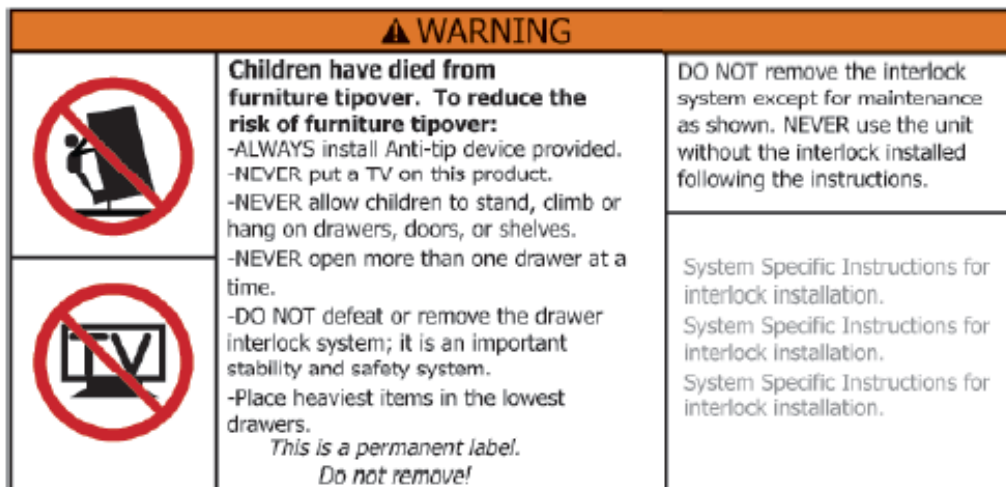 WARNING
Children have died from
furniture tipover. To reduce the
risk of furniture tipover:
-ALWAYS install Anti-tip device provided.
-NEVER put a TV on this product.
-NEVER allow children to stand, climb or
hang on drawers, doors, or shelves.
-NEVER open more than one drawer at a
time.
-DO NOT defeat or remove the drawer
interlock system; it is an important
stability and safety system.
-Place heaviest items in the lowest
drawers.
This is a permanent label.
Do not remove!
DO NOT remove the interlock
system except for maintenance
as shown. NEVER use the unit
without the interlock installed
following the instructions.
System Specific Instructions for
interlock installation.
System Specific Instructions for
interlock installation.
System Specific Instructions for
interlock installation.
TV